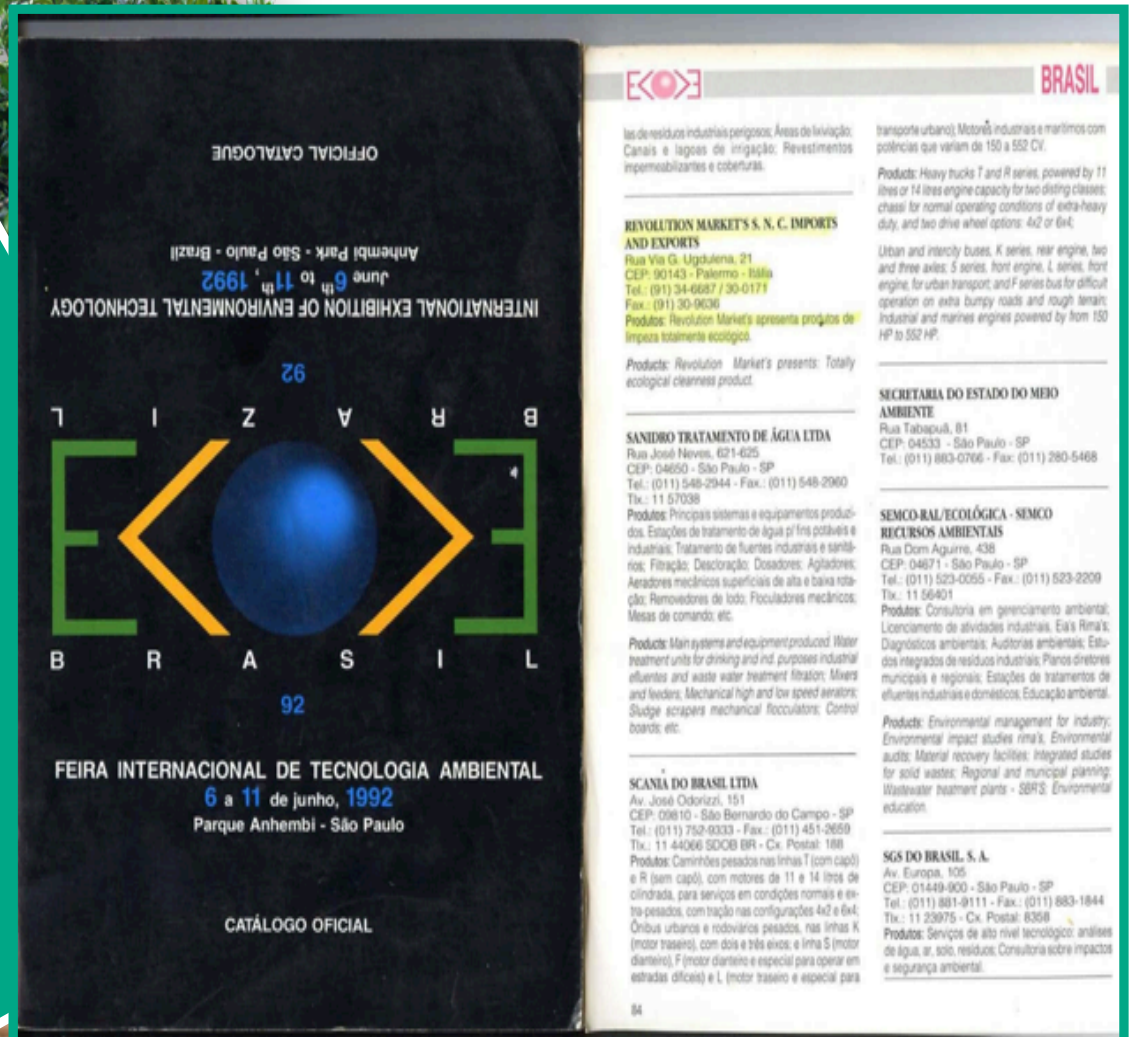 OFFICIAL CATALOGUE
Anhembi Park - São Paulo - Brazil
June 6th to 11th, 1992
INTERNATIONAL EXHIBITION OF ENVIRONMENTAL TECHNOLOGY
92
BRAZIL
BRASIL
92
FEIRA INTERNACIONAL DE TECNOLOGIA AMBIENTAL
6 a 11 de junho, 1992
Parque Anhembi - São Paulo
CATÁLOGO OFICIAL
BRASIL
las de resíduos industriais perigosos; Áreas de lixiviação;
Canais e lagoas de irrigação; Revestimentos
impermeabilizantes e coberturas.
REVOLUTION MARKET'S S. N. C. IMPORTS
AND EXPORTS
Rua Via G. Ugdulena, 21
CEP: 90143 - Palermo - Itália
Tel.: (91) 34-6687 / 30-0171
Fax.: (91) 30-9636
Produtos: Revolution Market's apresenta produtos de
limpeza totalmente ecológico.
Products: Revolution Market's presents: Totally
ecological cleanness product.
SANIDRO TRATAMENTO DE ÁGUA LTDA
Rua José Neves, 621-625
CEP: 04650 - São Paulo - SP
Tel.: (011) 548-2944 - Fax.: (011) 548-2960
Tlx.: 11 57038
Produtos: Principais sistemas e equipamentos produzi-
dos. Estações de tratamento de água p/ fins potáveis e
industriais; Tratamento de fluentes industriais e sanitá-
rios; Filtração; Descloração; Dosadores; Agitadores;
Aeradores mecânicos superficiais de alta e baixa rota-
ção; Removedores de lodo; Floculadores mecânicos;
Mesas de comando; etc.
Products: Main systems and equipment produced. Water
treatment units for drinking and ind. purposes industrial
efluentes and waste water treatment filtration; Mixers
and feeders; Mechanical high and low speed aerators;
Sludge scrapers mechanical flocculators; Control
boards; etc.
SCANIA DO BRASIL LTDA
Av. José Odorizzi, 151
CEP: 09810 - São Bernardo do Campo - SP
Tel.: (011) 752-9333 - Fax.: (011) 451-2659
Tlx.: 11 44066 SDOB BR - Cx. Postal: 188
Produtos: Caminhões pesados nas linhas T (com capô)
e R (sem capô), com motores de 11 e 14 litros de
cilindrada, para serviços em condições normais e ex-
tra-pesados, com tração nas configurações 4x2 e 6x4;
Ônibus urbanos e rodoviários pesados, nas linhas K
(motor traseiro), com dois e três eixos; e linha S (motor
dianteiro), F (motor dianteiro e especial para operar em
estradas difíceis) e L (motor traseiro e especial para
84
transporte urbano); Motores industriais e marítimos com
potências que variam de 150 a 552 CV.
Products: Heavy trucks T and R series, powered by 11
litres or 14 litres engine capacity for two disting classes;
chassi for normal operating conditions of extra-heavy
duty, and two drive wheel options: 4x2 or 6x4;
Urban and intercity buses, K series, rear engine, two
and three axles; S series, front engine, L series, front
engine, for urban transport; and F series bus for difficult
operation on extra bumpy roads and rough terrain;
Industrial and marines engines powered by from 150
HP to 552 HP.
SECRETARIA DO ESTADO DO MEIO
AMBIENTE
Rua Tabapuã, 81
CEP: 04533 - São Paulo - SP
Tel.: (011) 883-0766 - Fax: (011) 280-5468
SEMCO-RAL/ECOLÓGICA - SEMCO
RECURSOS AMBIENTAIS
Rua Dom Aguirre, 438
CEP: 04671 - São Paulo - SP
Tel.: (011) 523-0055 - Fax.: (011) 523-2209
Tlx.: 11 56401
Produtos: Consultoria em gerenciamento ambiental;
Licenciamento de atividades industriais, Eia's Rima's;
Diagnósticos ambientais; Auditorias ambientais; Estu-
dos integrados de resíduos industriais; Planos diretores
municipais e regionais; Estações de tratamentos de
efluentes industriais e domésticos; Educação ambiental.
Products: Environmental management for industry;
Environmental impact studies rima's, Environmental
audits; Material recovery facilities; Integrated studies
for solid wastes; Regional and municipal planning;
Wastewater treatment plants - SBR'S; Environmental
education.
SGS DO BRASIL. S. A.
Av. Europa, 105
CEP: 01449-900 - São Paulo - SP
Tel.: (011) 881-9111 - Fax.: (011) 883-1844
Tlx.: 11 23975 - Cx. Postal: 8358
Produtos: Serviços de alto nível tecnológico: análises
de água, ar, solo, resíduos; Consultoria sobre impactos
e segurança ambiental.